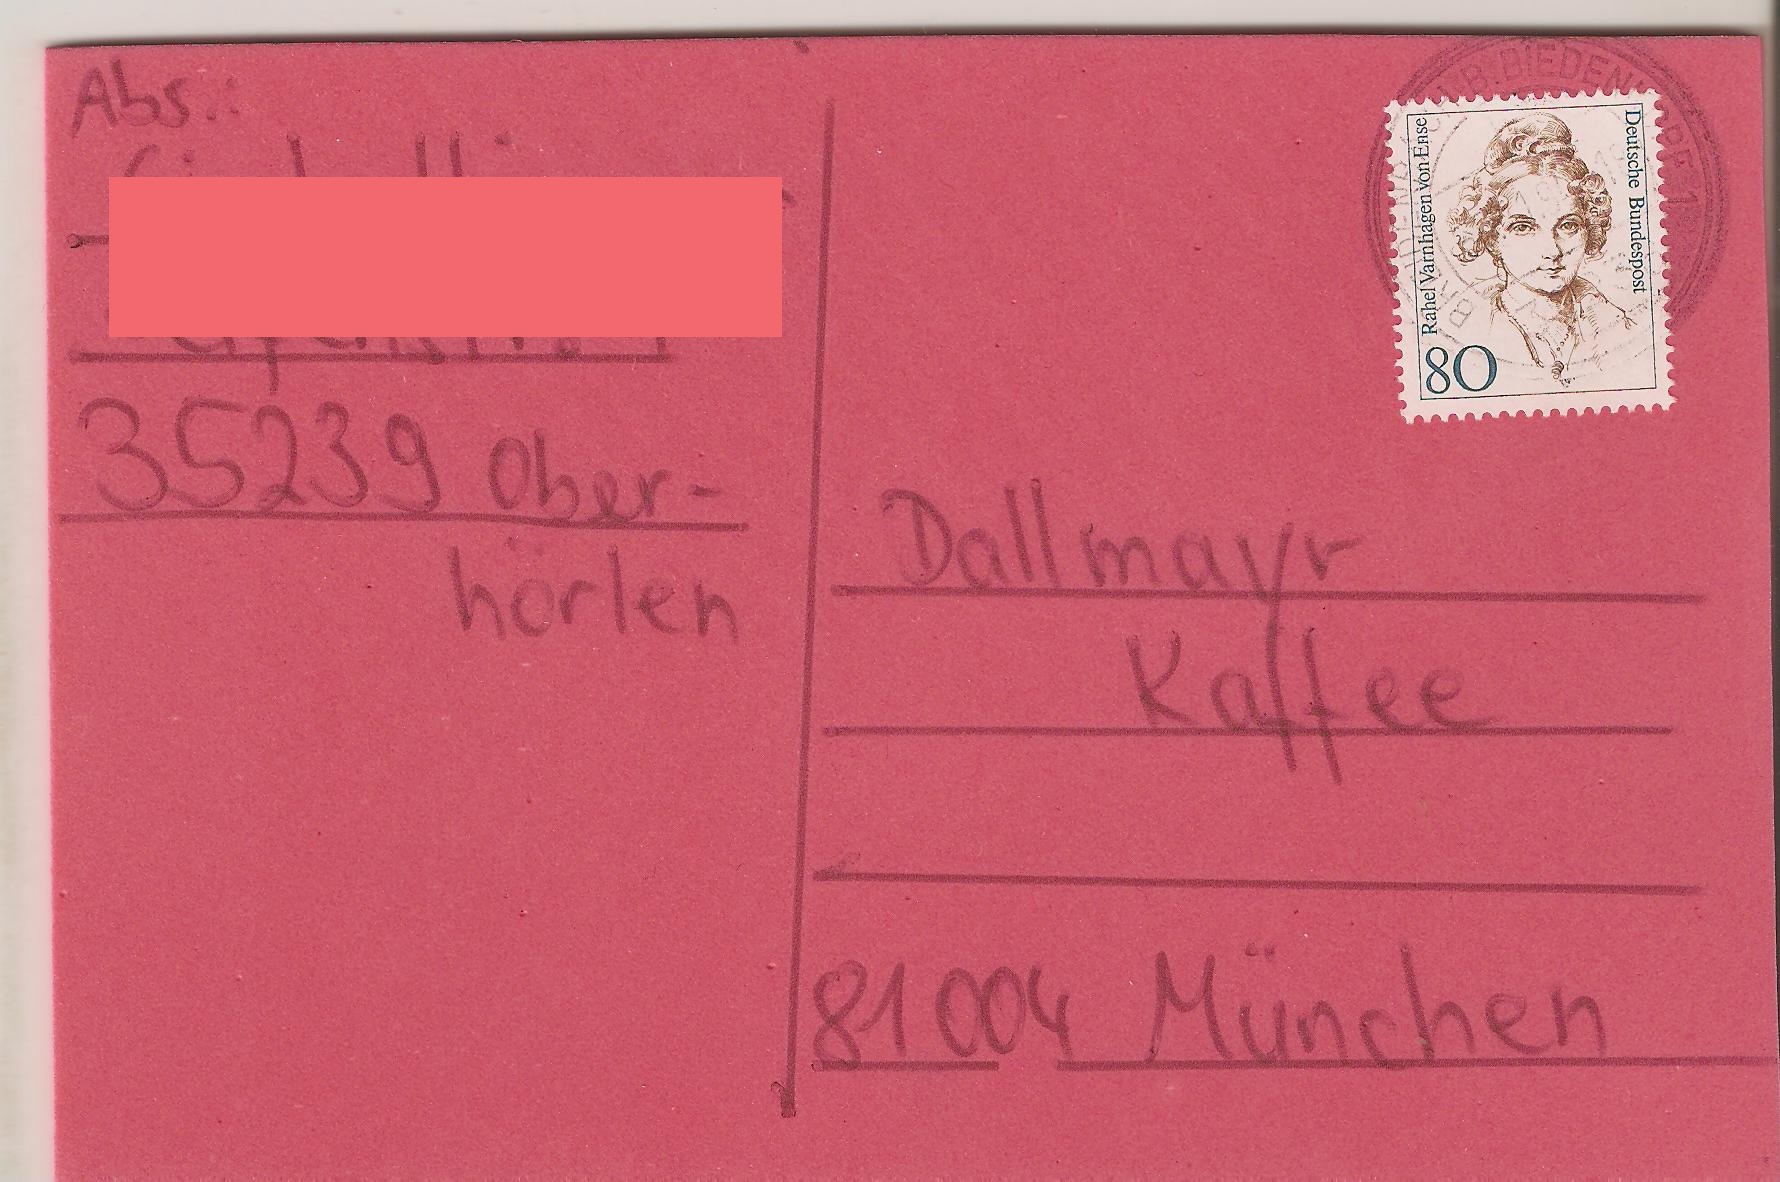 Abs.:
35239 Ober-
hörlen
Deutsche Bundespost
Rahel Varnhagen von Ense
80
Dallmayr
Kaffee
81004 München